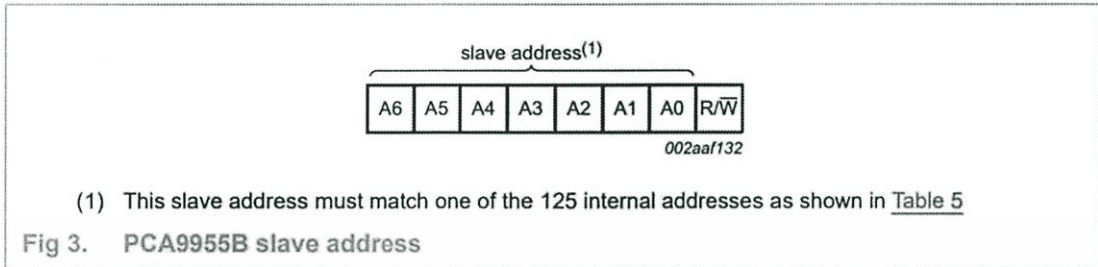 slave address(1)
A6 A5 A4 A3 A2 A1 A0 R/W̅
002aaf132
(1) This slave address must match one of the 125 internal addresses as shown in Table 5
Fig 3. PCA9955B slave address